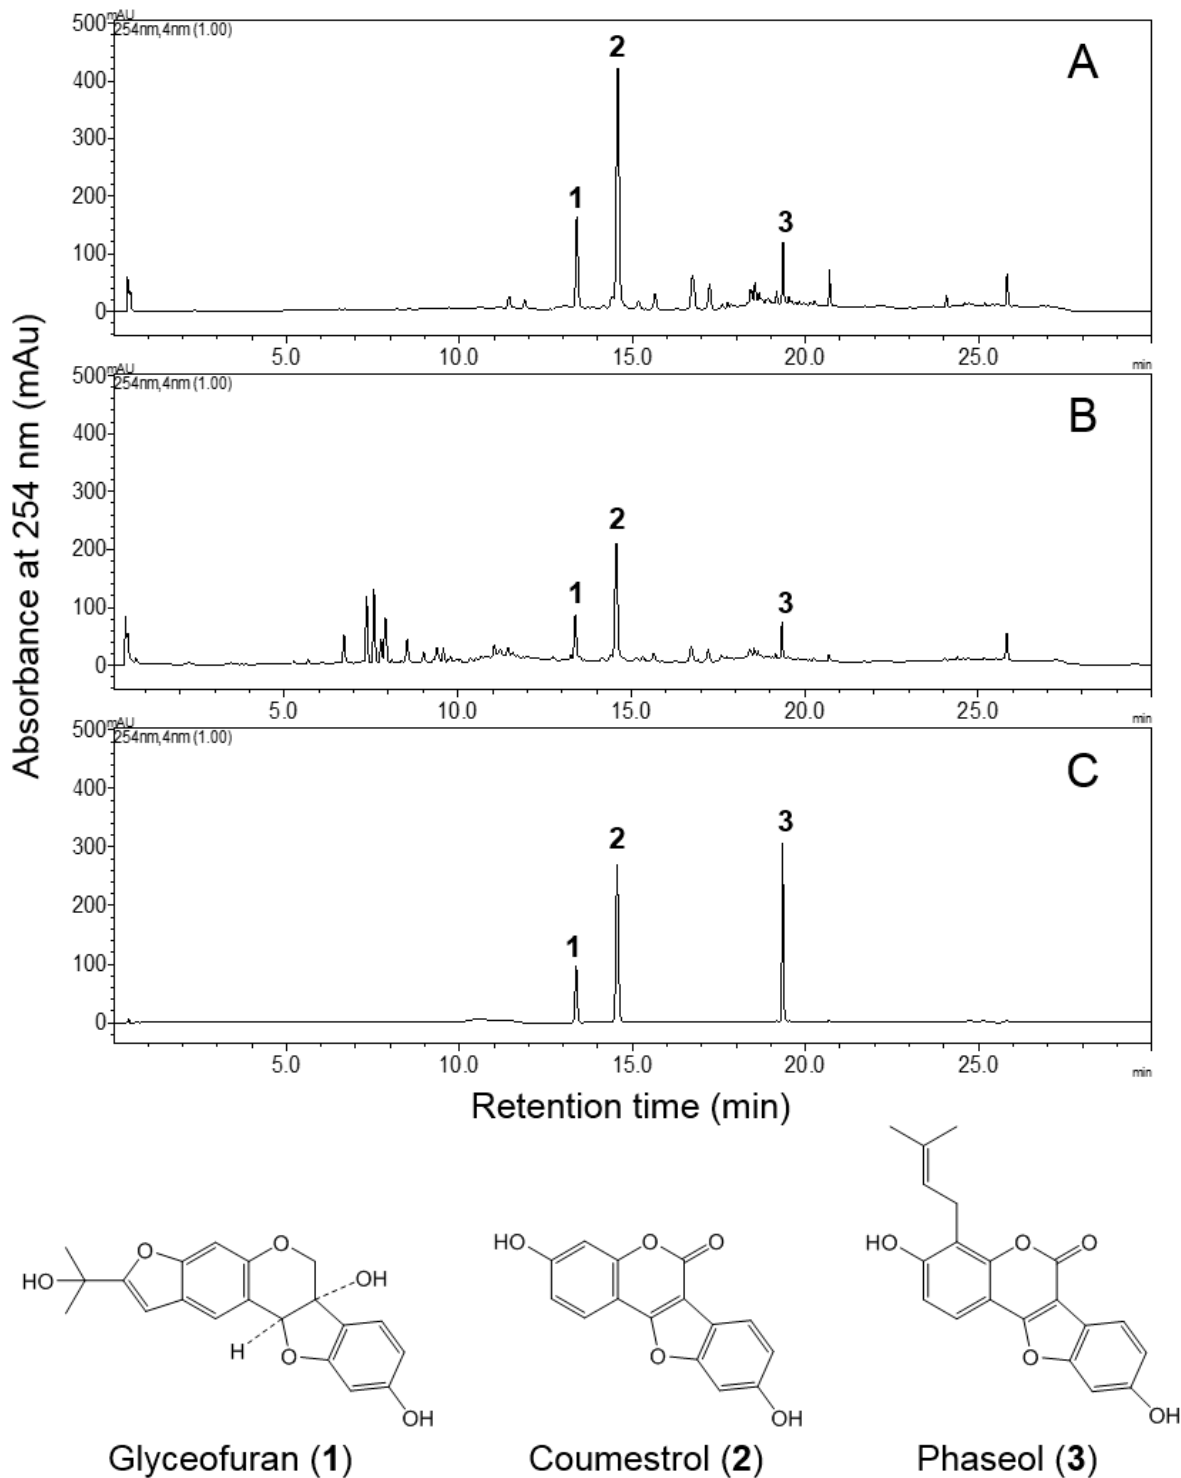 500 mAU
254nm,4nm (1.00)
A
2
400
300
200
1
3
100
0
5.0 10.0 15.0 20.0 25.0 min
500 mAU
254nm,4nm (1.00)
B
400
300
2
200
1
3
100
0
5.0 10.0 15.0 20.0 25.0 min
500 mAU
254nm,4nm (1.00)
C
400
3
2
300
200
1
100
0
5.0 10.0 15.0 20.0 25.0 min
Absorbance at 254 nm (mAu)
Retention time (min)
HO O O OH H O OH
HO O O O OH
HO O O O OH
Glyceofuran (1) Coumestrol (2) Phaseol (3)